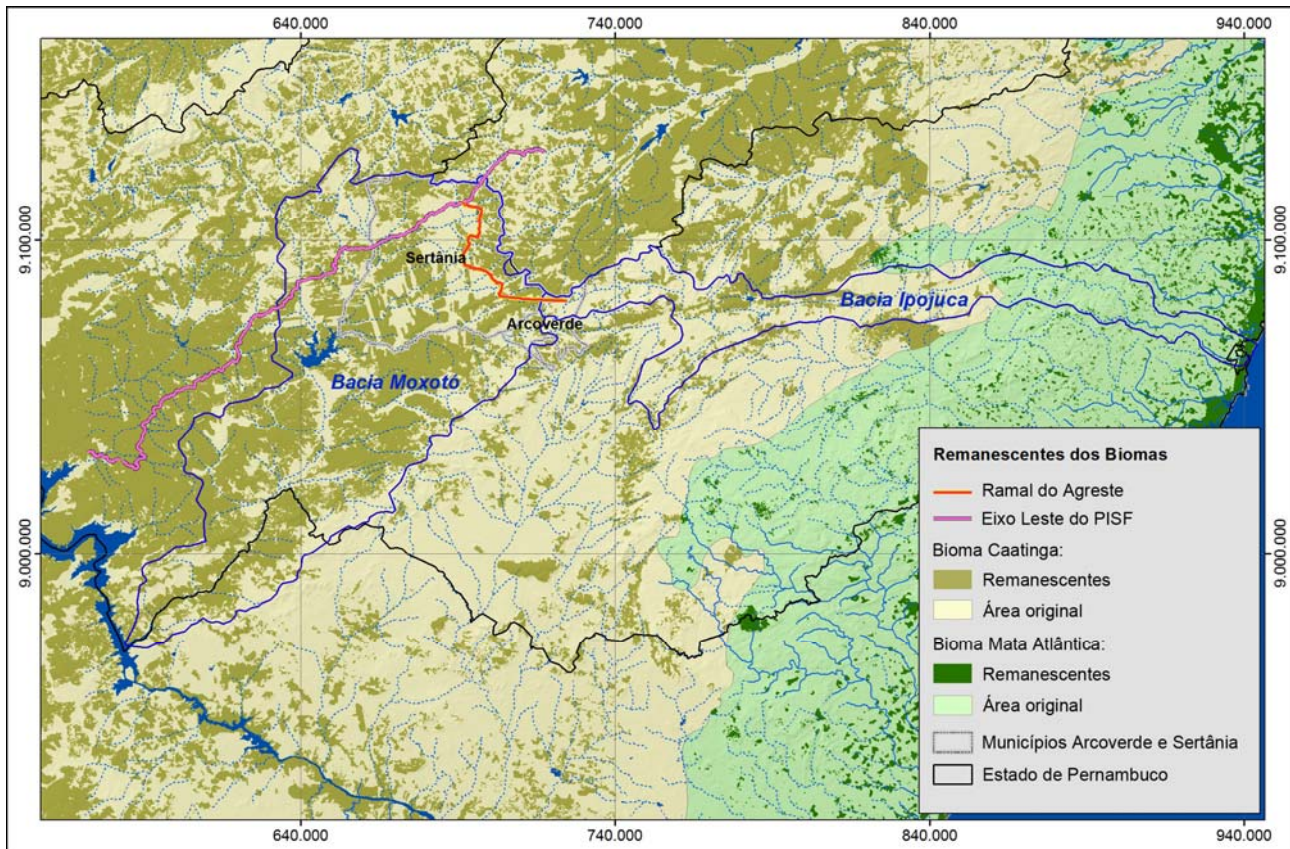 640.000
740.000
840.000
940.000
9.100.000
9.100.000
Sertânia
Bacia Ipojuca
Arcoverde
Bacia Moxotó
9.000.000
9.000.000
Remanescentes dos Biomas
Ramal do Agreste
Eixo Leste do PISF
Bioma Caatinga:
Remanescentes
Área original
Bioma Mata Atlântica:
Remanescentes
Área original
Municípios Arcoverde e Sertânia
Estado de Pernambuco
640.000
740.000
840.000
940.000